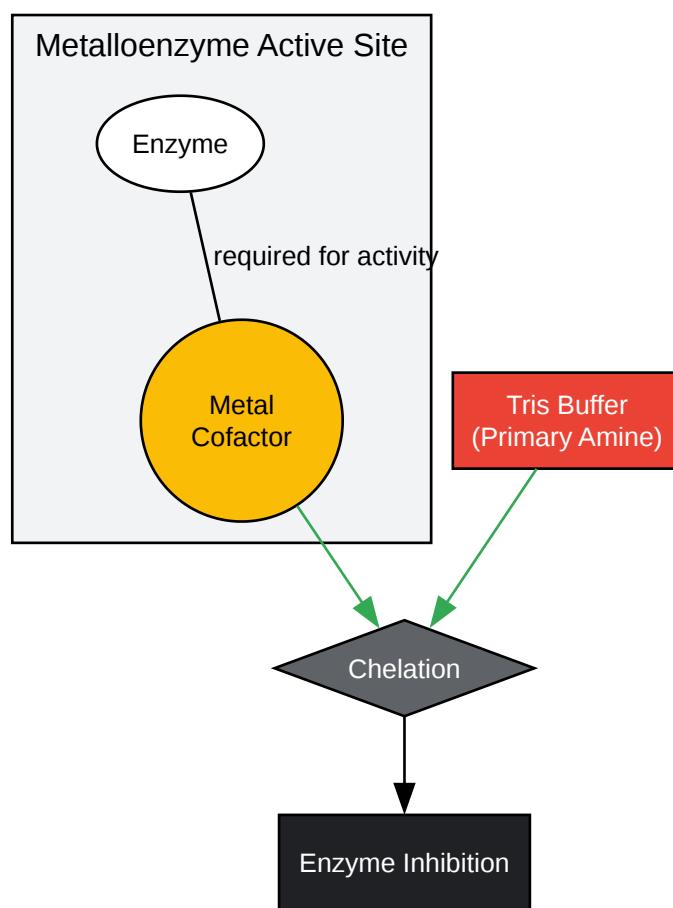 Metalloenzyme Active Site
Enzyme
required for activity
Metal
Cofactor
Tris Buffer
(Primary Amine)
Chelation
Enzyme Inhibition